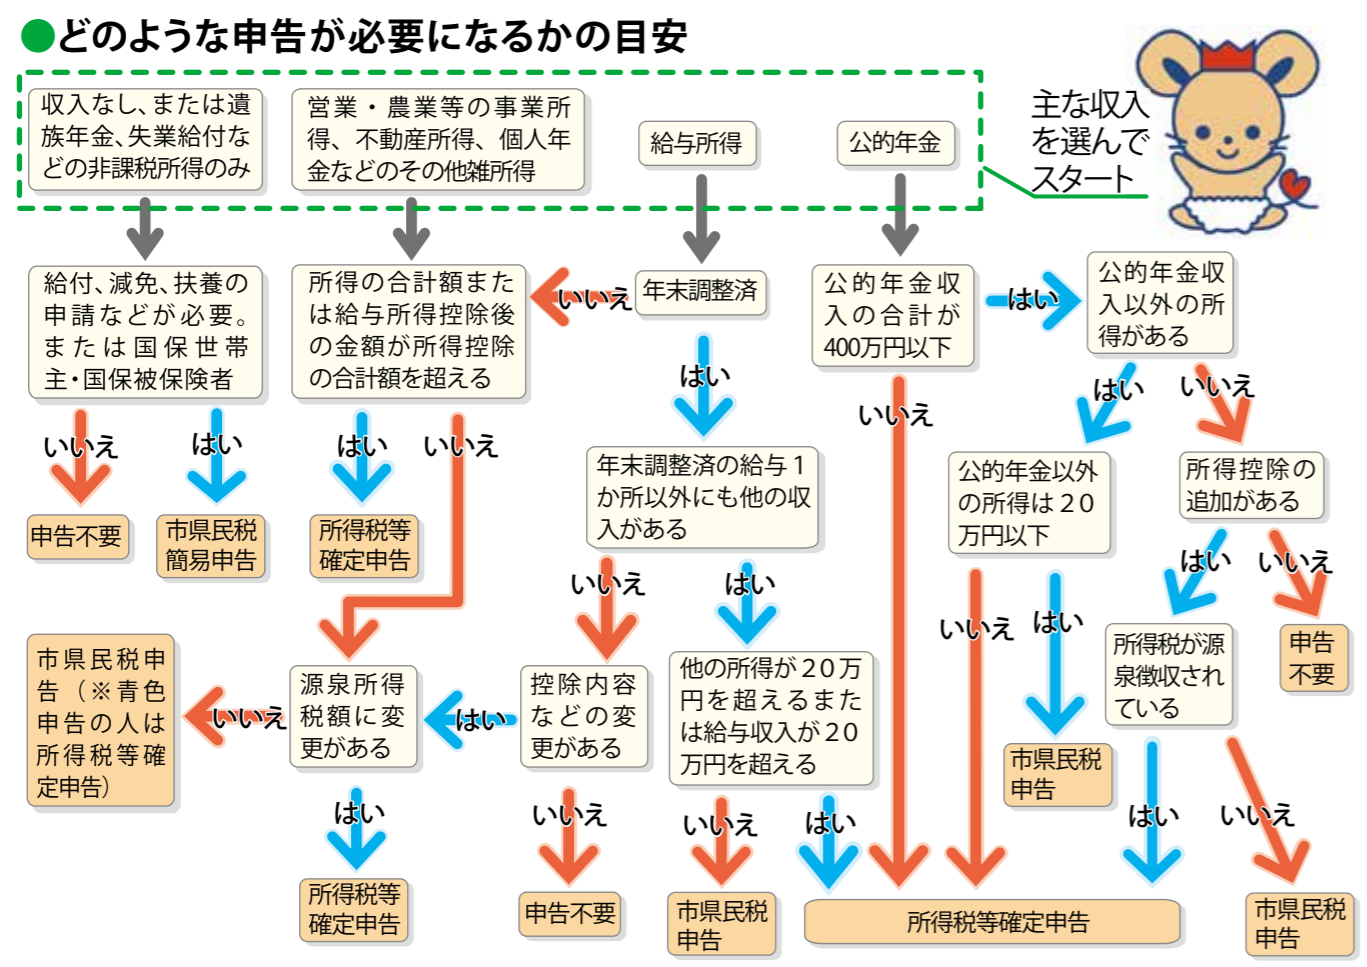 ●どのような申告が必要になるかの目安
収入なし、または遺
族年金、失業給付な
どの非課税所得のみ
営業・農業等の事業所
得、不動産所得、個人年
金などのその他雑所得
給与所得
公的年金
主な収入
を選んで
スタート
給付、減免、扶養の
申請などが必要。
または国保世帯
主・国保被保険者
所得の合計額また
は給与所得控除後
の金額が所得控除
の合計額を超える
いいえ
年末調整済
公的年金収
入の合計が
400万円以下
はい
公的年金収
入以外の所
得がある
いいえ
はい
はい
いいえ
はい
いいえ
はい
いいえ
申告不要
市県民税
簡易申告
所得税等
確定申告
年末調整済の給与1
か所以外にも他の収
入がある
公的年金以外
の所得は20
万円以下
所得控除の
追加がある
いいえ
はい
いいえ
はい
はい
いいえ
市県民税申
告(※青色
申告の人は
所得税等確
定申告)
いいえ
源泉所得
税額に変
更がある
はい
控除内容
などの変
更がある
他の所得が20万
円を超えるまた
は給与収入が20
万円を超える
所得税が源
泉徴収され
ている
申告
不要
市県民税
申告
はい
いいえ
いいえ
はい
はい
いいえ
所得税等
確定申告
申告不要
市県民税
申告
所得税等確定申告
市県民税
申告